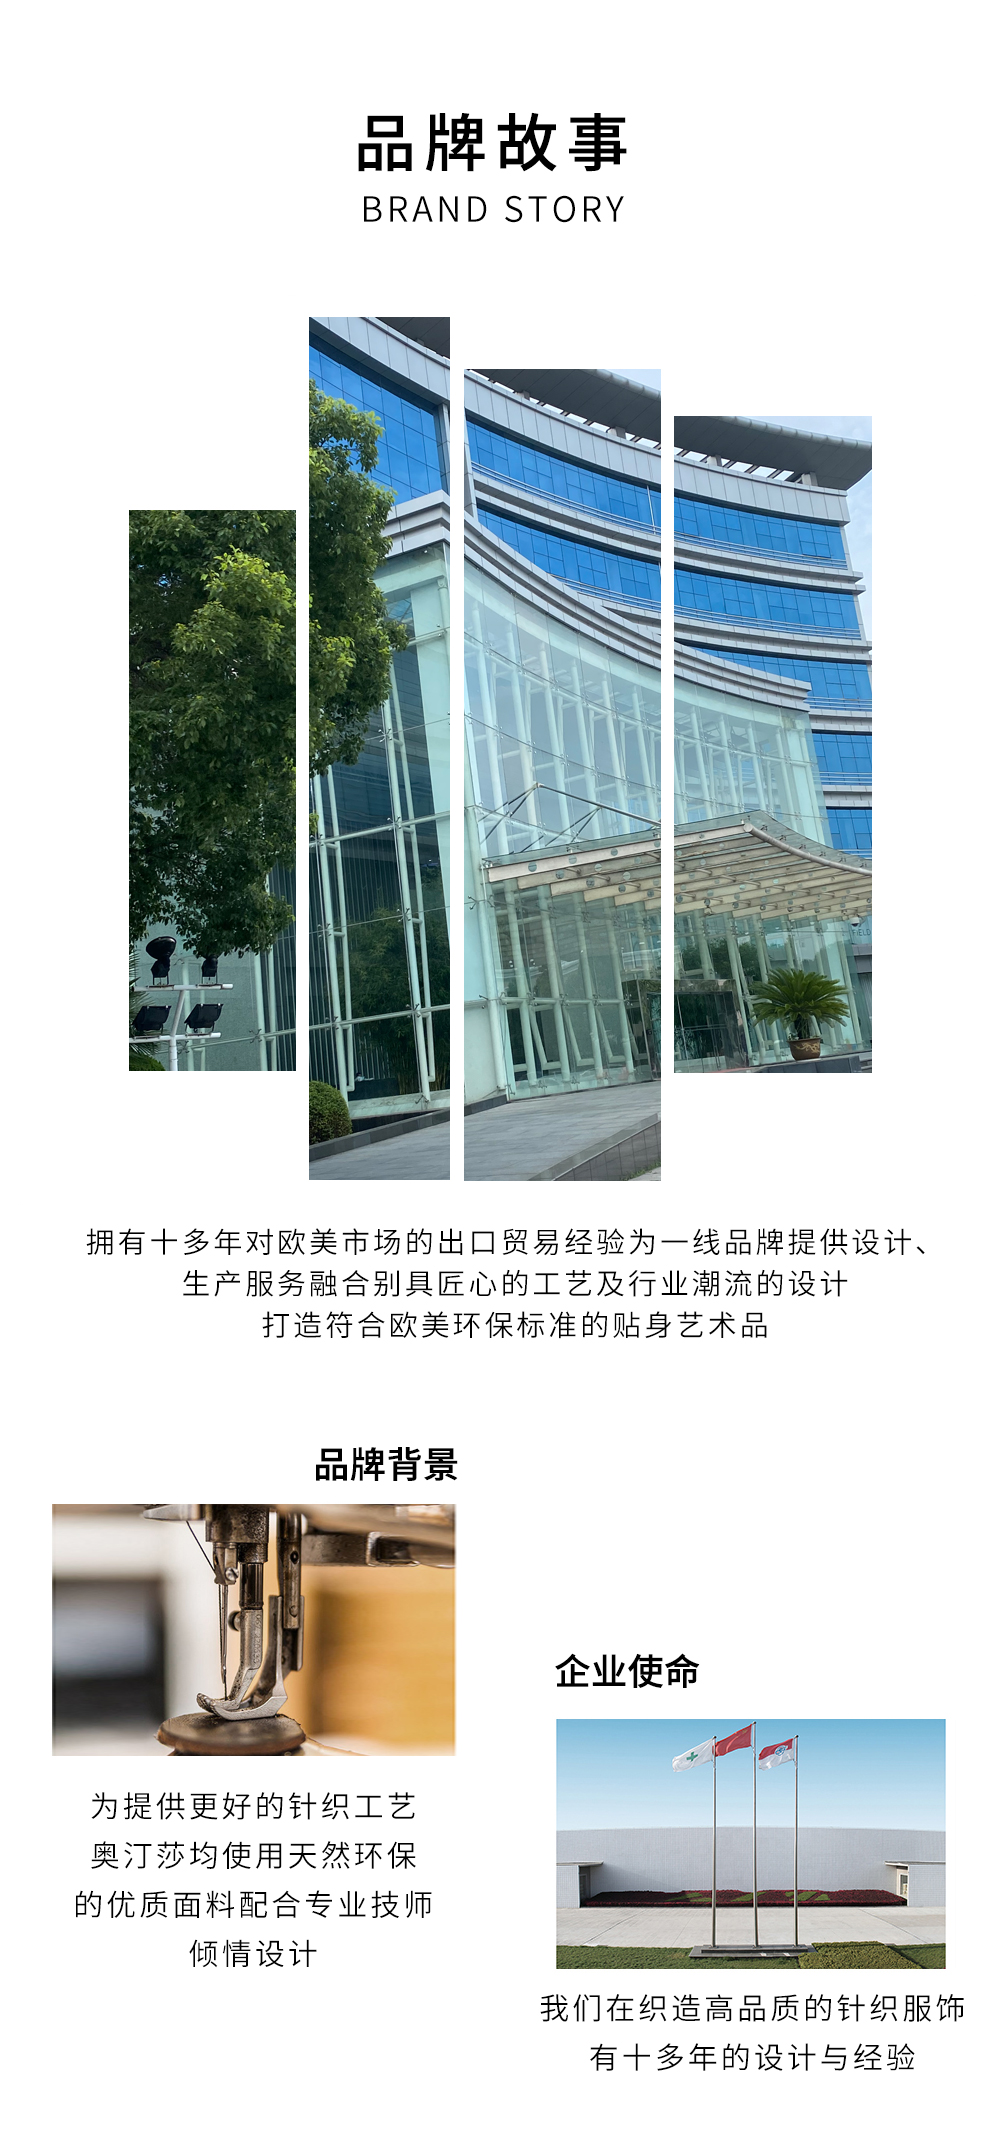 品牌故事
BRAND STORY
拥有十多年对欧美市场的出口贸易经验为一线品牌提供设计、
生产服务融合别具匠心的工艺及行业潮流的设计
打造符合欧美环保标准的贴身艺术品
品牌背景
为提供更好的针织工艺
奥汀莎均使用天然环保
的优质面料配合专业技师
倾情设计
企业使命
我们在织造高品质的针织服饰
有十多年的设计与经验